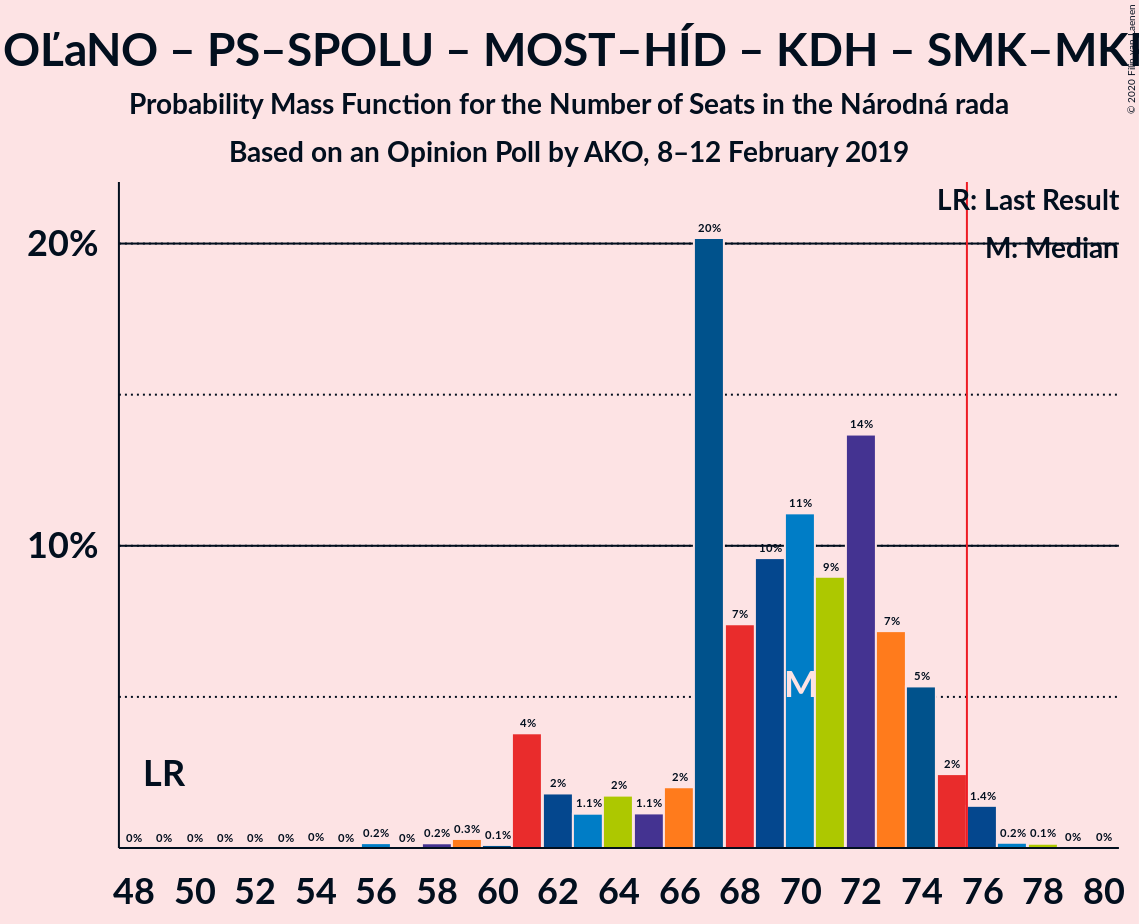 OĽaNO – PS–SPOLU – MOST–HÍD – KDH – SMK–MK
Probability Mass Function for the Number of Seats in the Národná rada
Based on an Opinion Poll by AKO, 8–12 February 2019
© 2020 Filip van Laenen
LR: Last Result
M: Median
20%
10%
0% 0% 0% 0% 0% 0% 0% 0% 0.2% 0% 0.2% 0.3% 0.1% 4% 2% 1.1% 2% 1.1% 2% 20% 7% 10% 11% 9% 14% 7% 5% 2% 1.4% 0.2% 0.1% 0% 0%
LR
M
48 50 52 54 56 58 60 62 64 66 68 70 72 74 76 78 80